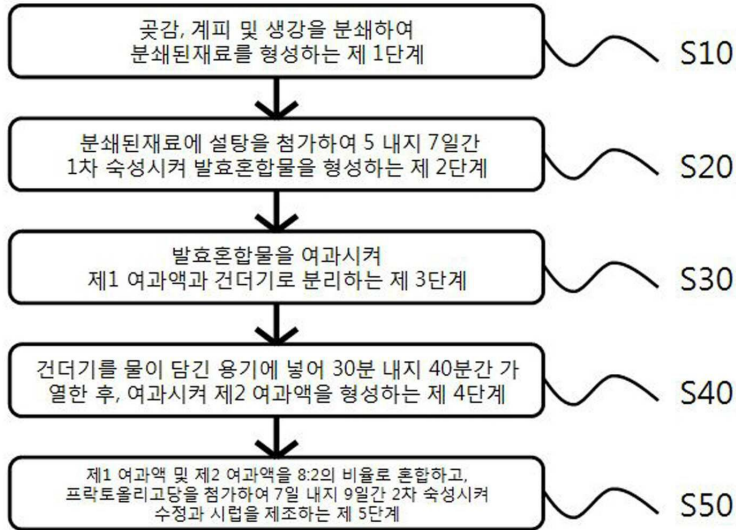 곶감, 계피 및 생강을 분쇄하여
분쇄된재료를 형성하는 제 1단계
S10
분쇄된재료에 설탕을 첨가하여 5 내지 7일간
1차 숙성시켜 발효혼합물을 형성하는 제 2단계
S20
발효혼합물을 여과시켜
제1 여과액과 건더기로 분리하는 제 3단계
S30
건더기를 물이 담긴 용기에 넣어 30분 내지 40분간 가
열한 후, 여과시켜 제2 여과액을 형성하는 제 4단계
S40
제1 여과액 및 제2 여과액을 8:2의 비율로 혼합하고,
프락토올리고당을 첨가하여 7일 내지 9일간 2차 숙성시켜
수정과 시럽을 제조하는 제 5단계
S50